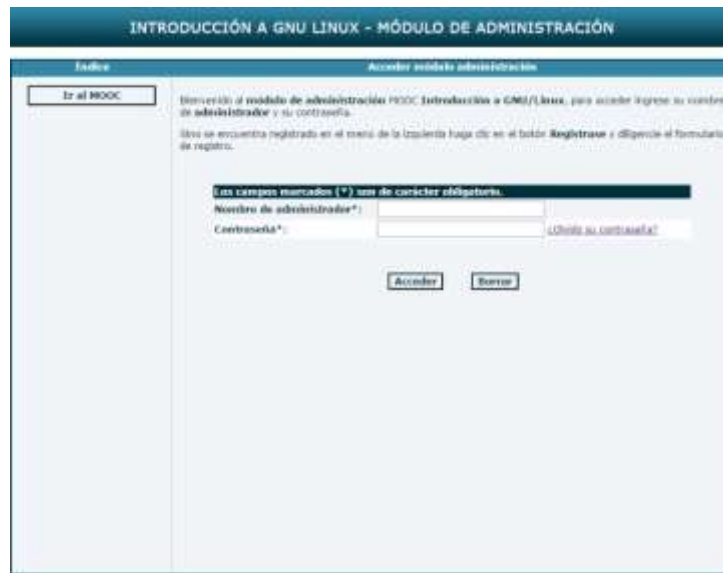 INTRODUCCIÓN A GNU LINUX - MÓDULO DE ADMINISTRACIÓN
Índice
Acceder módulo administración
Ir al MOOC
Bienvenido al módulo de administración MOOC Introducción a GNU/Linux, para acceder ingrese su nombre
de administrador y su contraseña.
Sino se encuentra registrado en el menú de la izquierda haga clic en el botón Registrase y diligencie el formulario
de registro.
Los campos marcados (*) son de carácter obligatorio.
Nombre de administrador*:
Contraseña*:
¿Olvidó su contraseña?
Acceder
Borrar